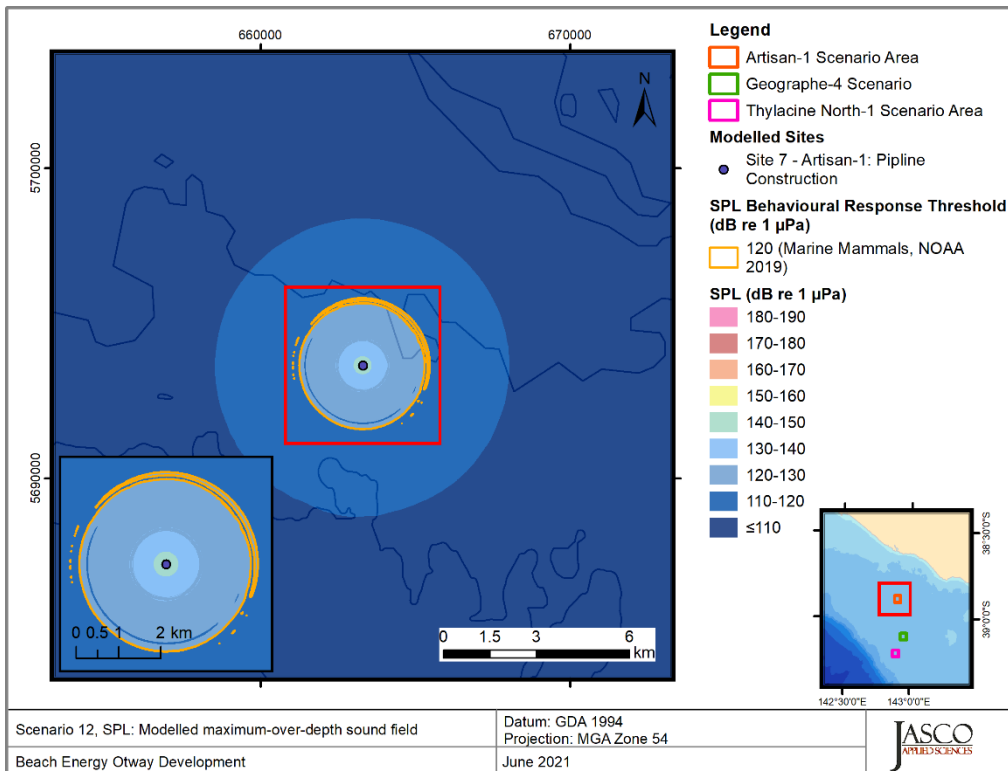 660000
670000
5700000
5690000
N
0 0.5 1 2 km
0 1.5 3 6
km
Legend
Artisan-1 Scenario Area
Geographe-4 Scenario
Thylacine North-1 Scenario Area
Modelled Sites
Site 7 - Artisan-1: Pipline
Construction
SPL Behavioural Response Threshold
(dB re 1 µPa)
120 (Marine Mammals, NOAA
2019)
SPL (dB re 1 µPa)
180-190
170-180
160-170
150-160
140-150
130-140
120-130
110-120
≤110
38°30'0"S
39°0'0"S
142°30'0"E
143°0'0"E
Scenario 12, SPL: Modelled maximum-over-depth sound field
Datum: GDA 1994
Projection: MGA Zone 54
Beach Energy Otway Development
June 2021
JASCO
APPLIED SCIENCES